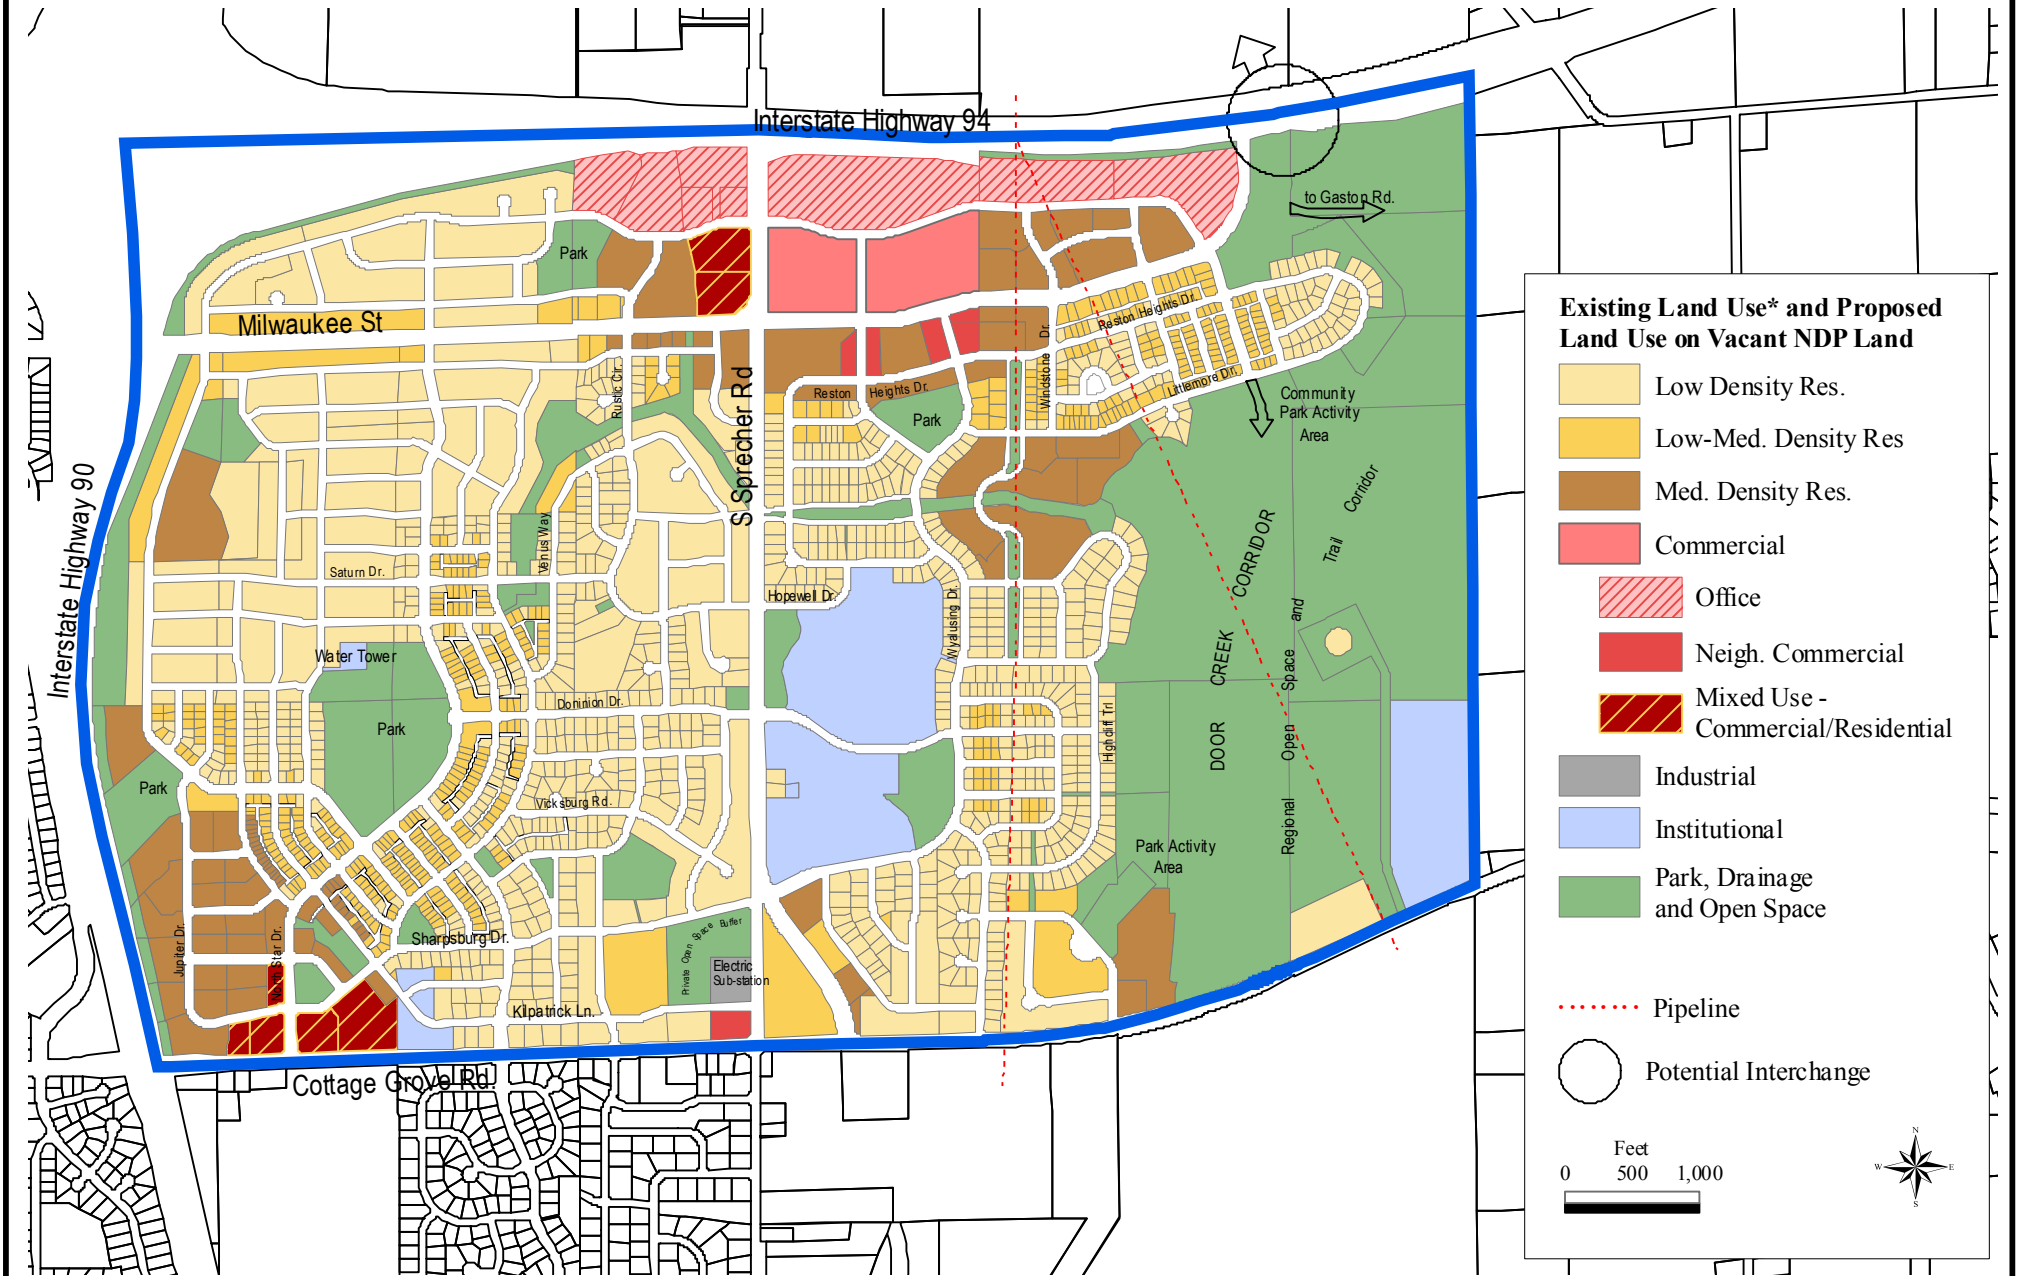 Interstate Highway 94
to Gaston Rd.
Park
Milwaukee St
Reston Heights Dr.
Windstone Dr.
Rustic Cir.
Reston Heights Dr.
Littlemore Dr.
Park
Community
Park Activity
Area
S Sprecher Rd
Interstate Highway 90
Venus Way
Saturn Dr.
Hopewell Dr.
Wyalusing Dr.
DOOR CREEK CORRIDOR
Regional Open Space and Trail Corridor
Water Tower
Dominion Dr.
Highcliff Trl
Park
Park
Vicksburg Rd.
Park Activity
Area
Jupiter Dr.
North Star Dr.
Sharpsburg Dr.
Private Open Space Buffer
Electric
Sub-station
Kilpatrick Ln.
Cottage Grove Rd.
Existing Land Use* and Proposed
Land Use on Vacant NDP Land
Low Density Res.
Low-Med. Density Res
Med. Density Res.
Commercial
Office
Neigh. Commercial
Mixed Use -
Commercial/Residential
Industrial
Institutional
Park, Drainage
and Open Space
Pipeline
Potential Interchange
Feet
0 500 1,000
N
W E
S